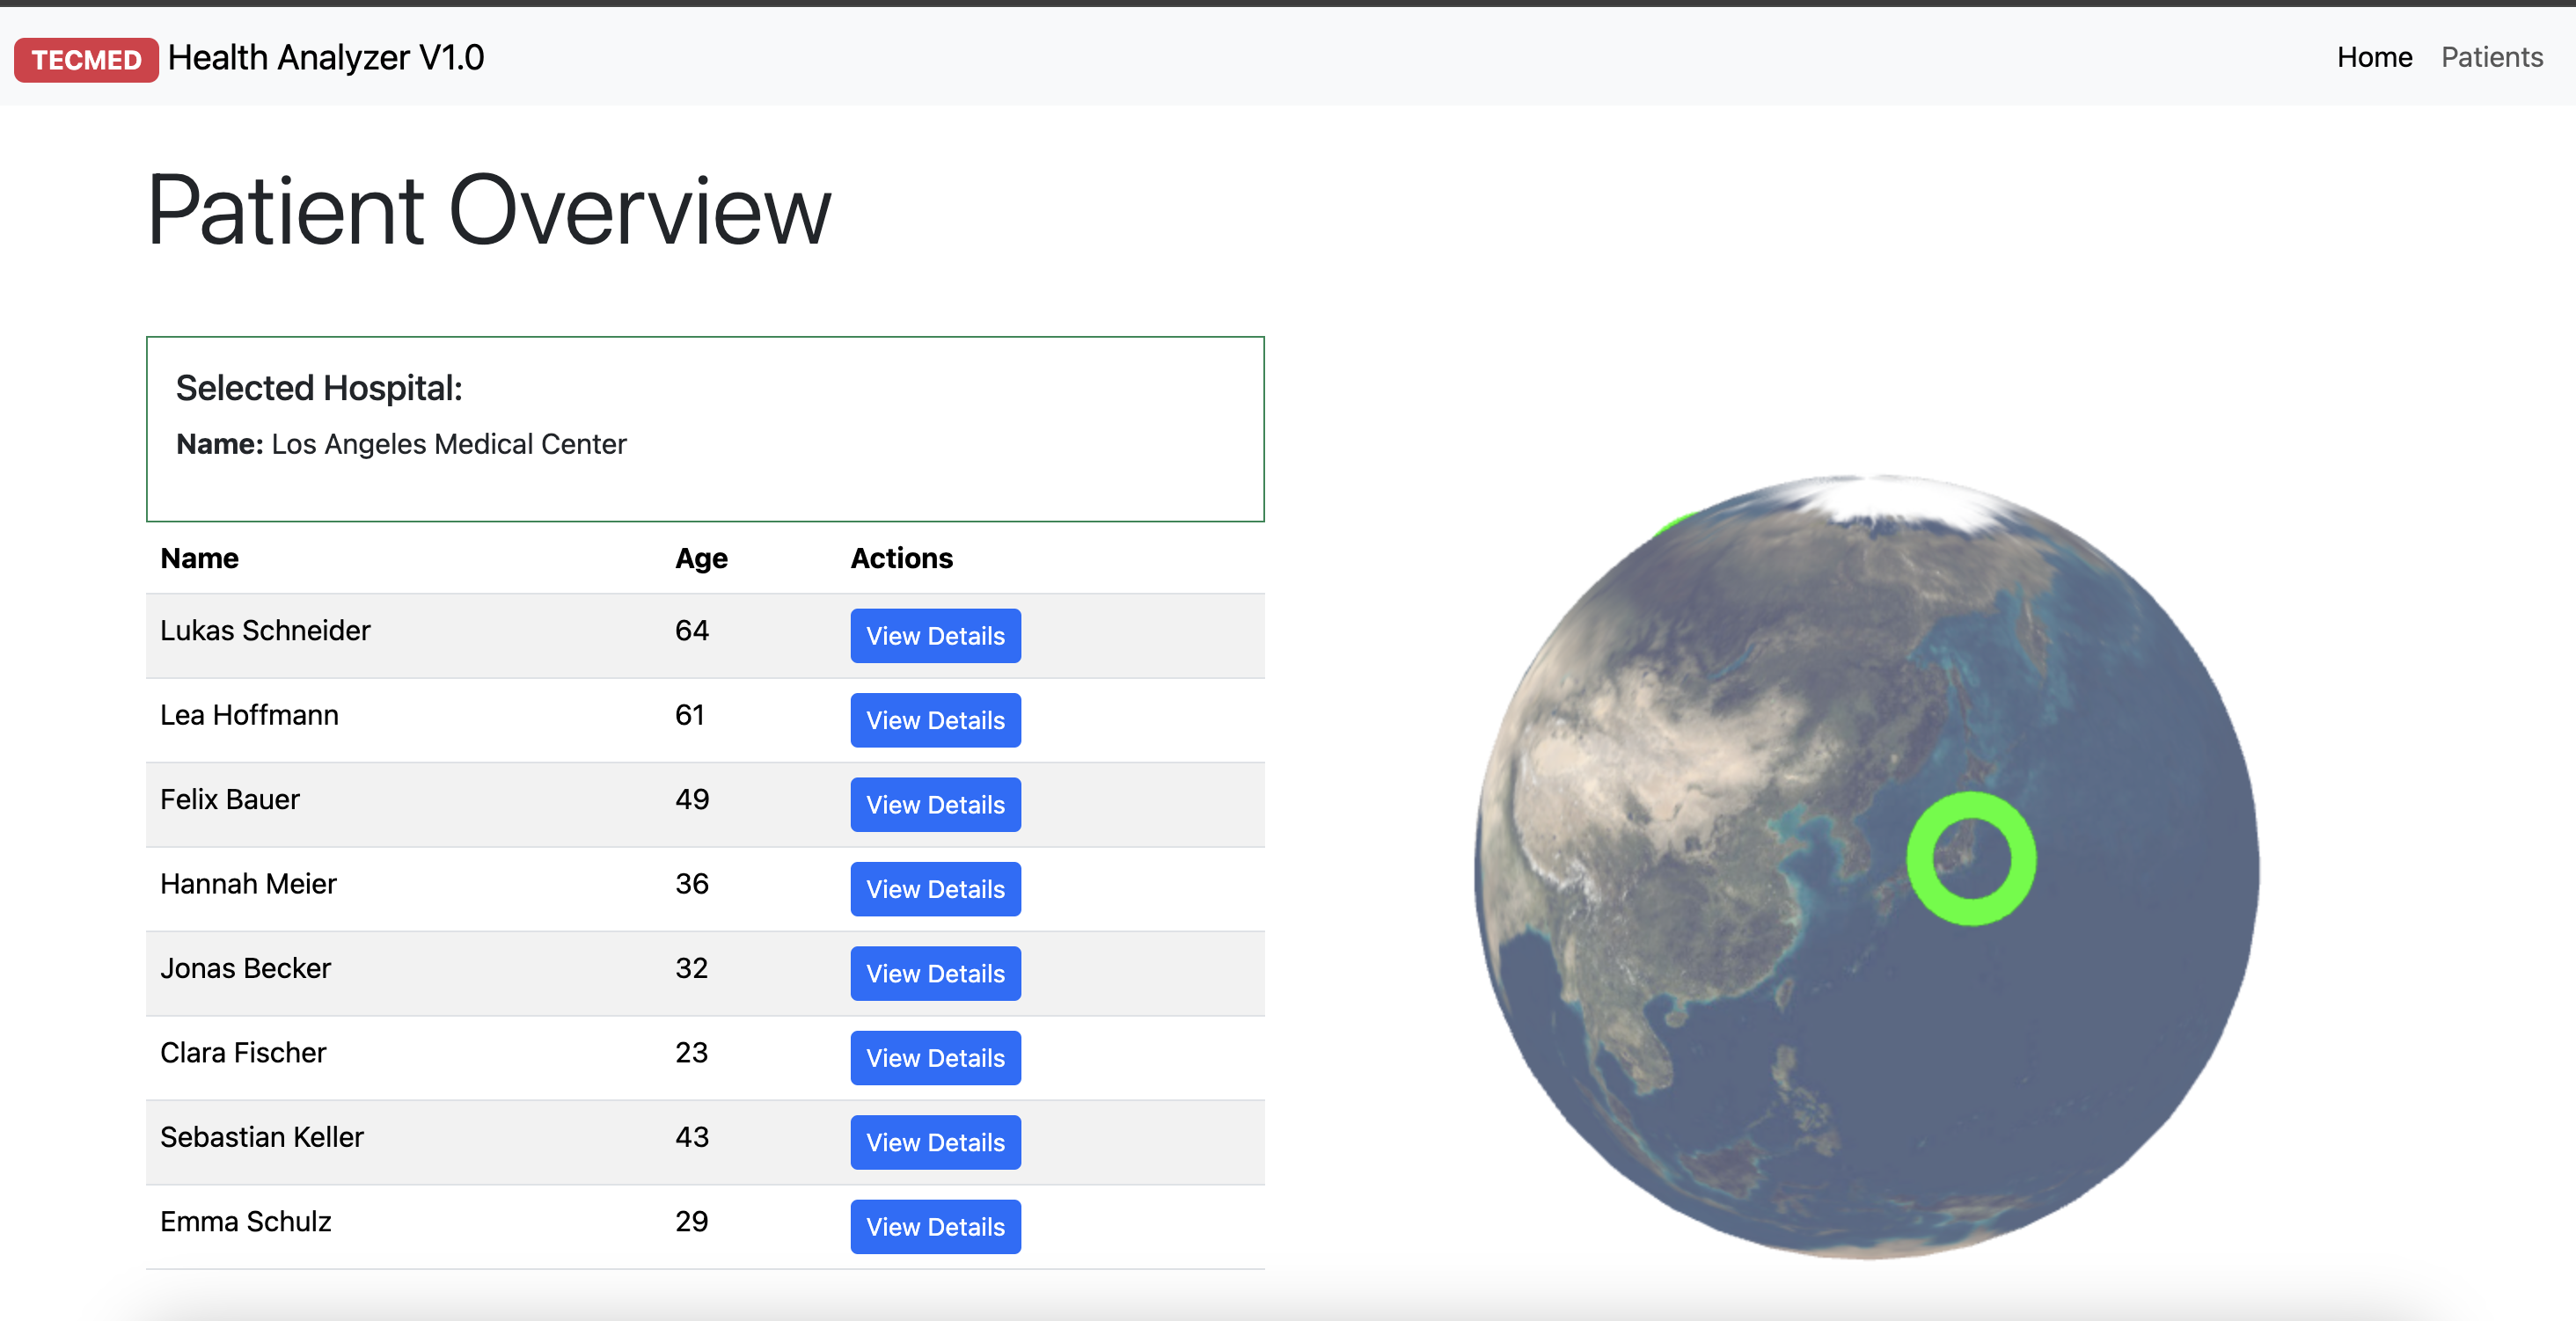 TECMED Health Analyzer V1.0 Home Patients
Patient Overview
Selected Hospital:
Name: Los Angeles Medical Center
Name Age Actions
Lukas Schneider 64 View Details
Lea Hoffmann 61 View Details
Felix Bauer 49 View Details
Hannah Meier 36 View Details
Jonas Becker 32 View Details
Clara Fischer 23 View Details
Sebastian Keller 43 View Details
Emma Schulz 29 View Details